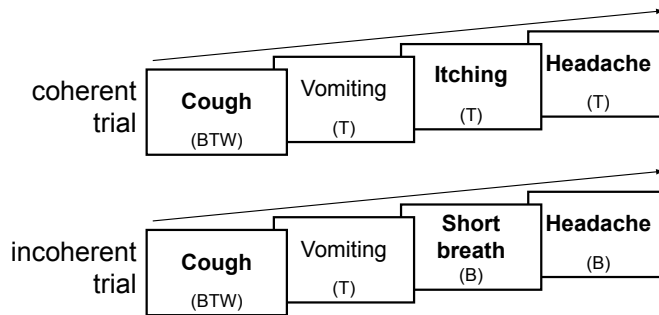 coherent
trial
Cough
(BTW)
Vomiting
(T)
Itching
(T)
Headache
(T)
incoherent
trial
Cough
(BTW)
Vomiting
(T)
Short
breath
(B)
Headache
(B)